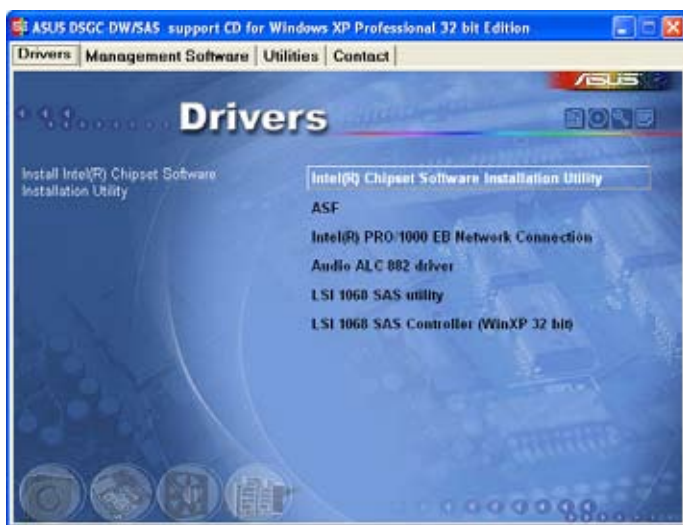 ASUS DSGC-DW/SAS support CD for Windows XP Professional 32 bit Edition
Drivers Management Software Utilities Contact
ASUS
Drivers
Install Intel(R) Chipset Software
Installation Utility
Intel(R) Chipset Software Installation Utility
ASF
Intel(R) PRO/1000 EB Network Connection
Audio ALC 882 driver
LSI 1068 SAS utility
LSI 1068 SAS Controller (WinXP 32 bit)